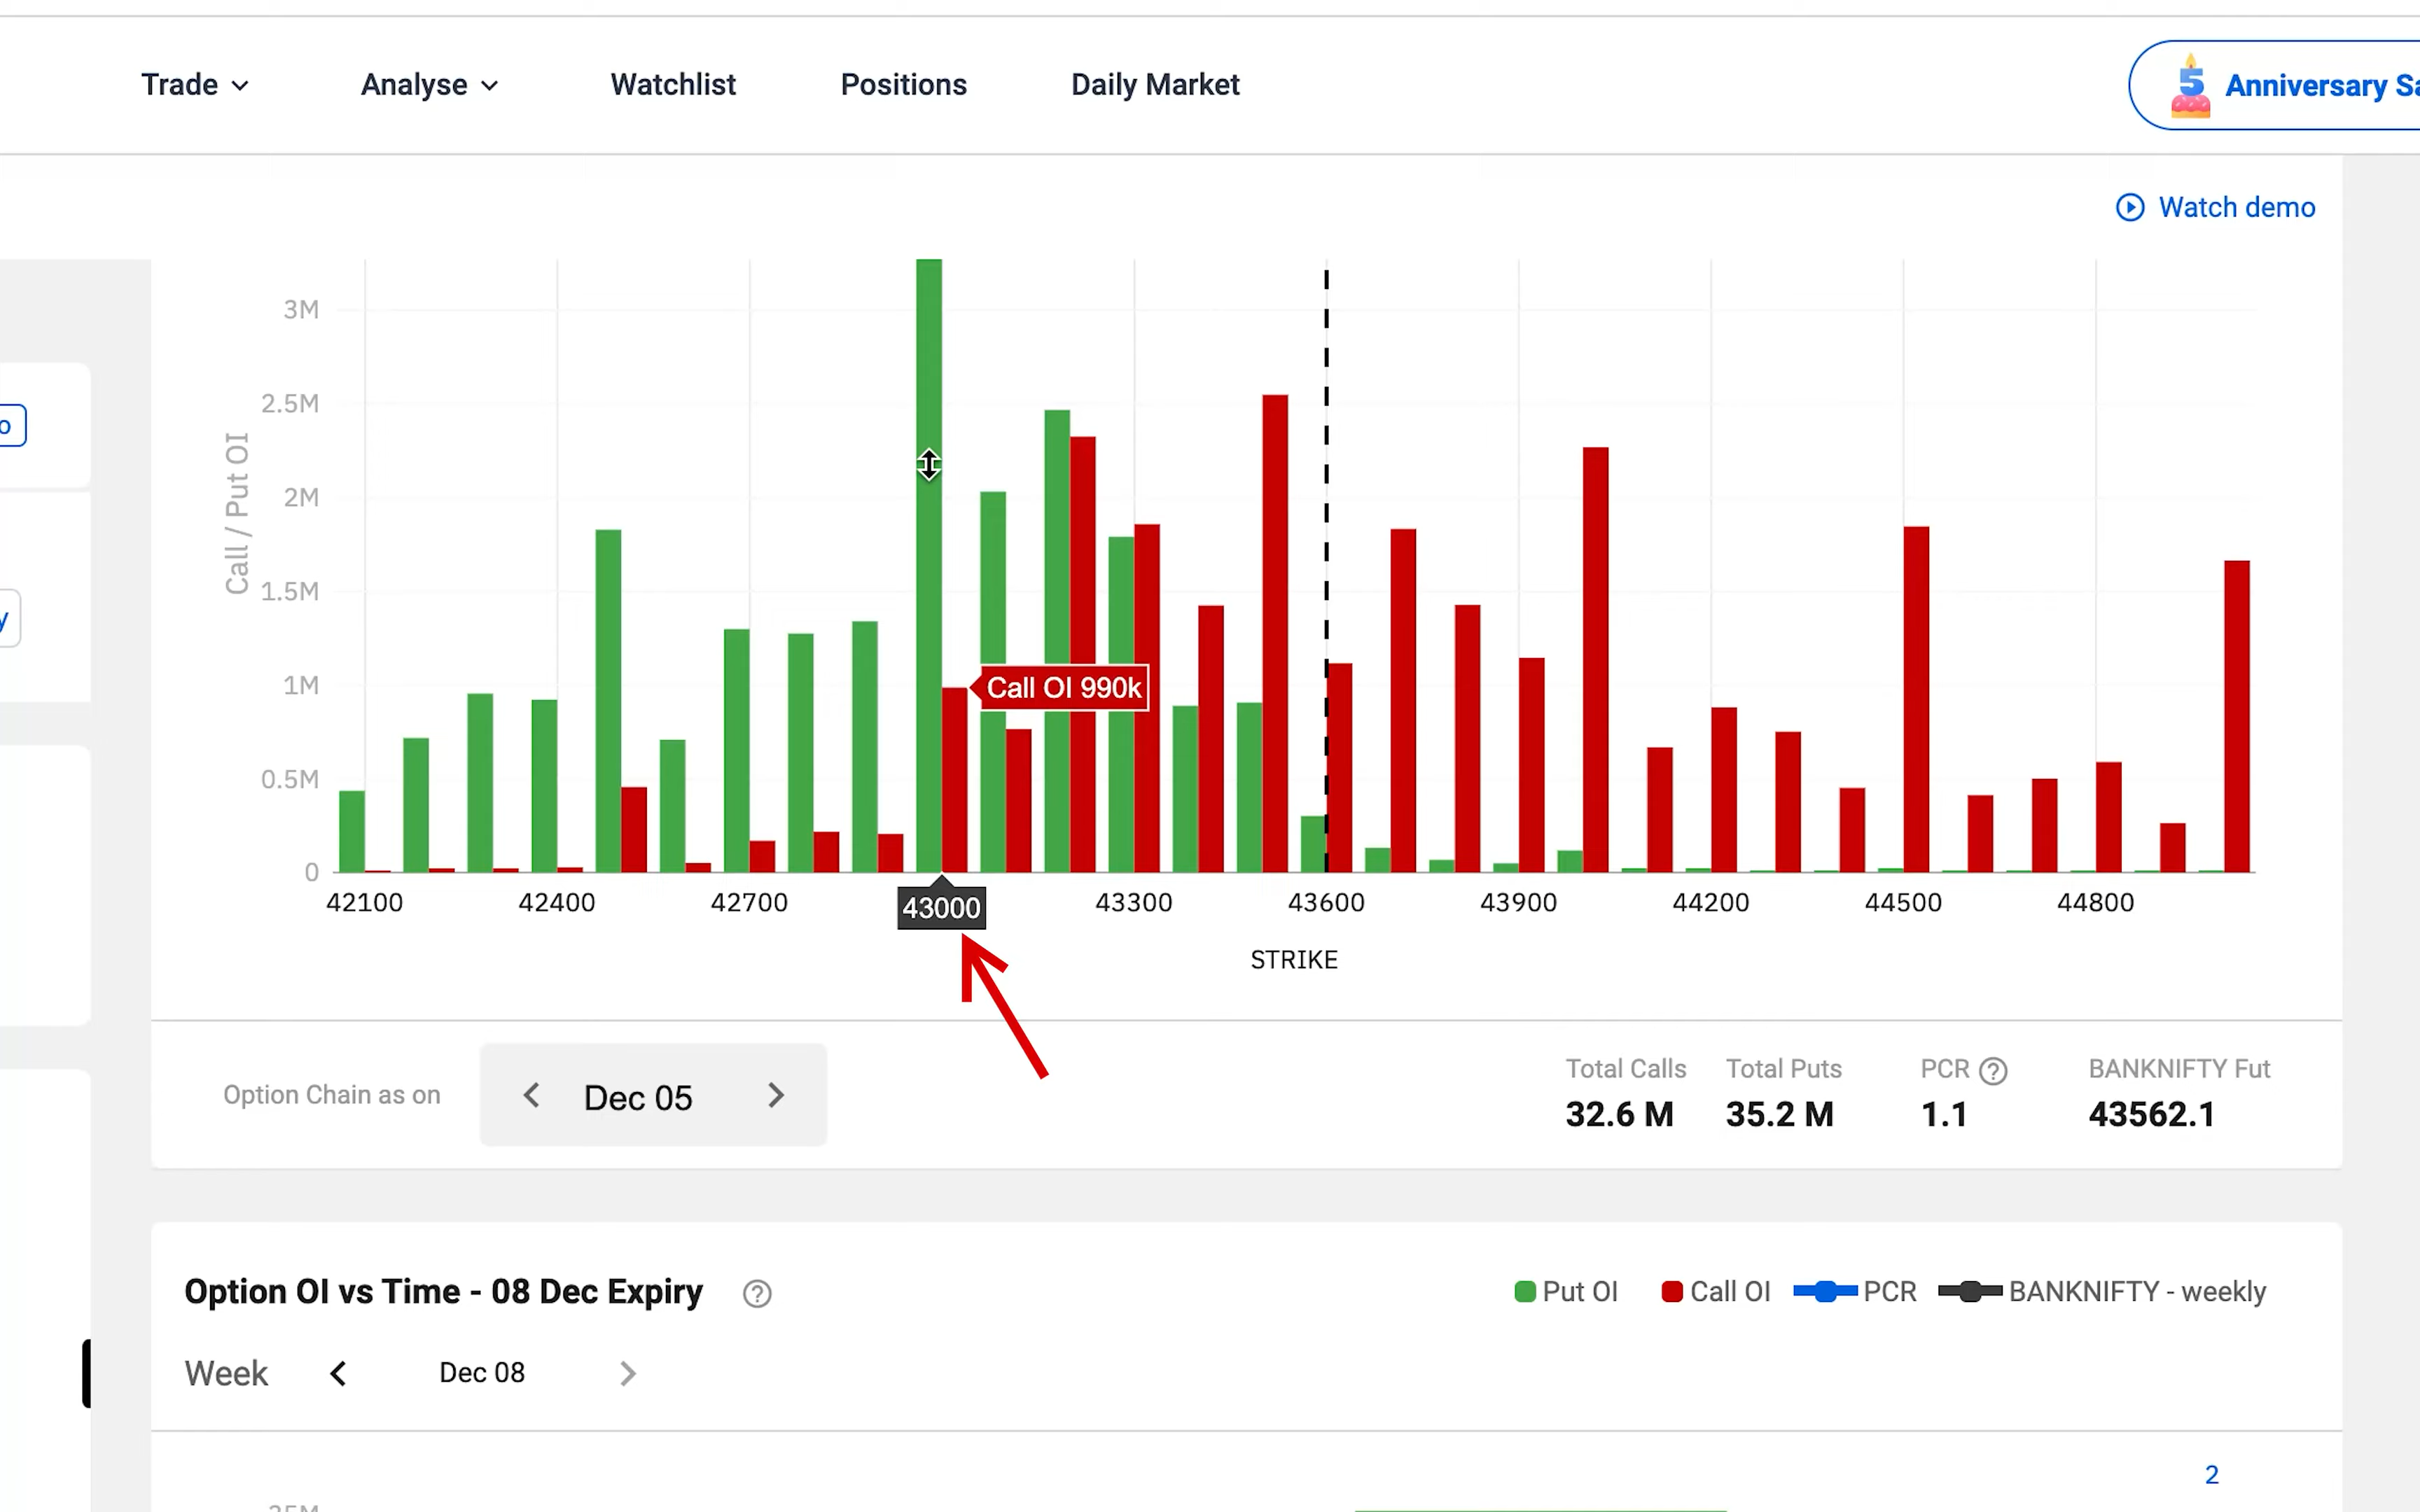 Trade Analyse Watchlist Positions Daily Market 5 Anniversary Sa
Watch demo
3M
2.5M
2M
1.5M
1M
0.5M
0
Call / Put OI
Call OI 990k
42100 42400 42700 43000 43300 43600 43900 44200 44500 44800
STRIKE
Option Chain as on Dec 05
Total Calls Total Puts PCR ? BANKNIFTY Fut
32.6 M 35.2 M 1.1 43562.1
Option OI vs Time - 08 Dec Expiry ? Put OI Call OI PCR BANKNIFTY - weekly
Week Dec 08
2